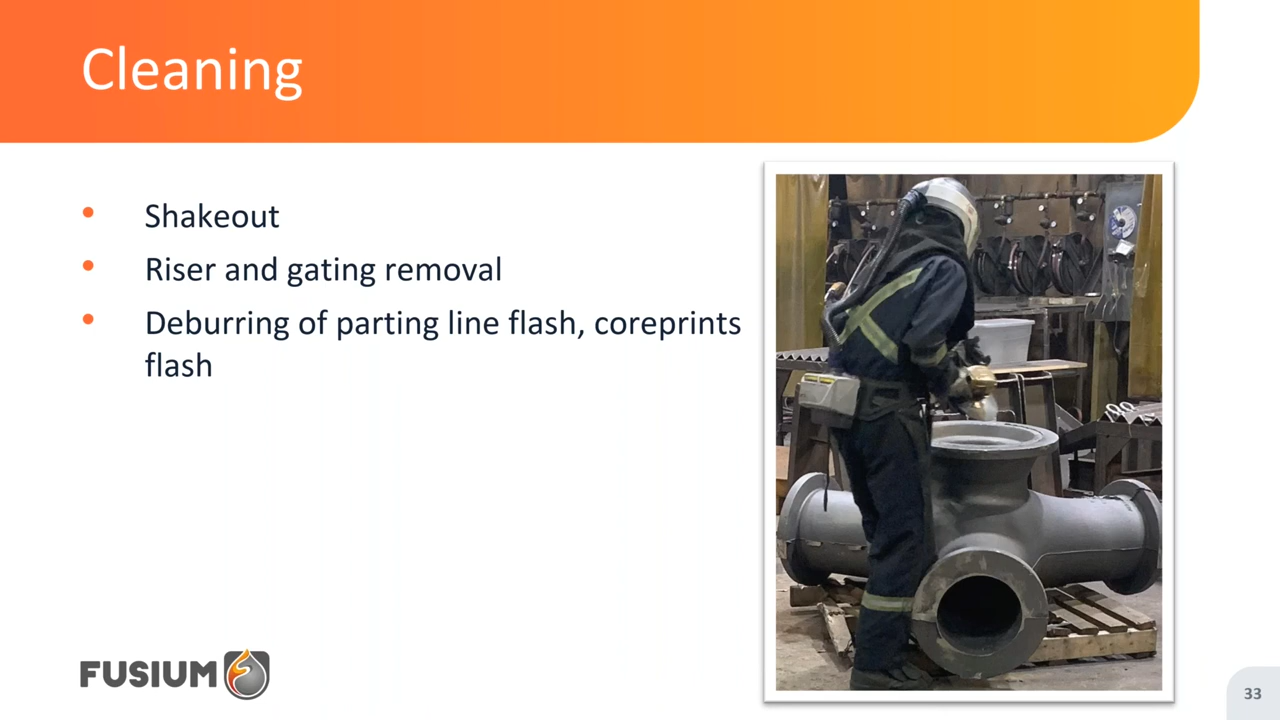 Cleaning
• Shakeout
• Riser and gating removal
• Deburring of parting line flash, coreprints
flash
FUSIUM
33